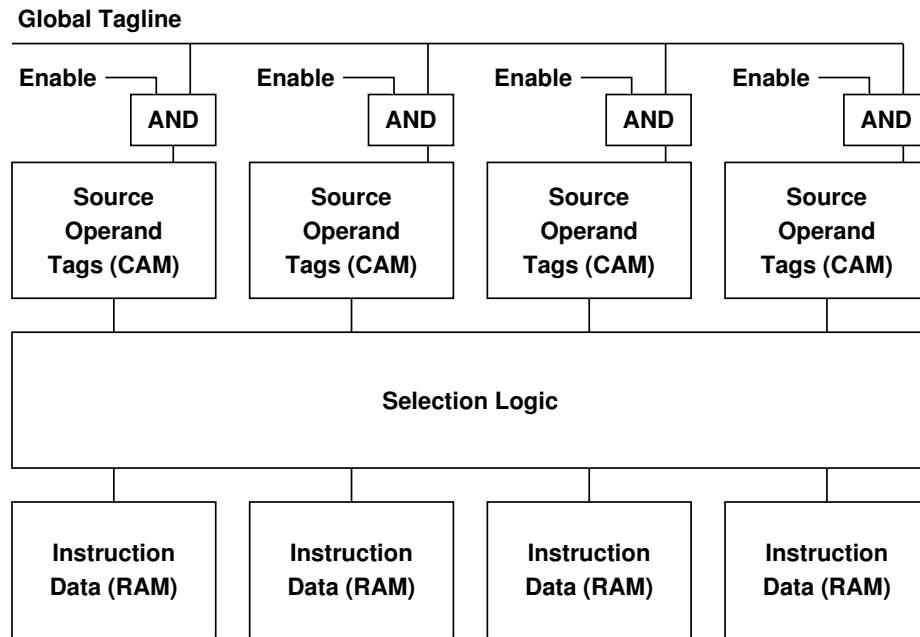 Global Tagline
Enable
Enable
Enable
Enable
AND
AND
AND
AND
Source
Operand
Tags (CAM)
Source
Operand
Tags (CAM)
Source
Operand
Tags (CAM)
Source
Operand
Tags (CAM)
Selection Logic
Instruction
Data (RAM)
Instruction
Data (RAM)
Instruction
Data (RAM)
Instruction
Data (RAM)